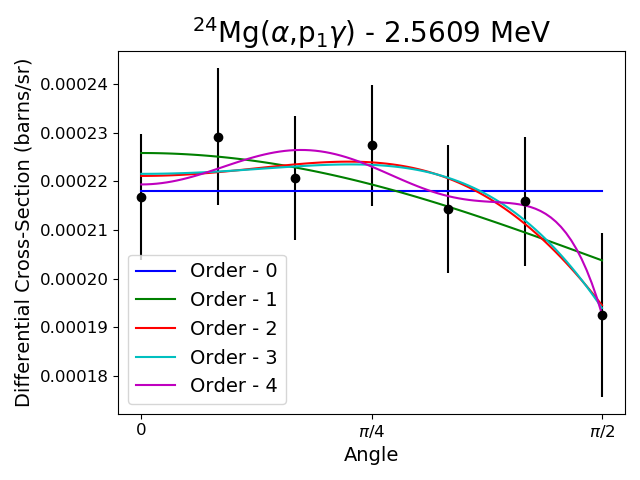 ²⁴Mg(α,p₁γ) - 2.5609 MeV
Differential Cross-Section (barns/sr)
0.00024
0.00023
0.00022
0.00021
0.00020
0.00019
0.00018
Order - 0
Order - 1
Order - 2
Order - 3
Order - 4
0 π/4 π/2
Angle